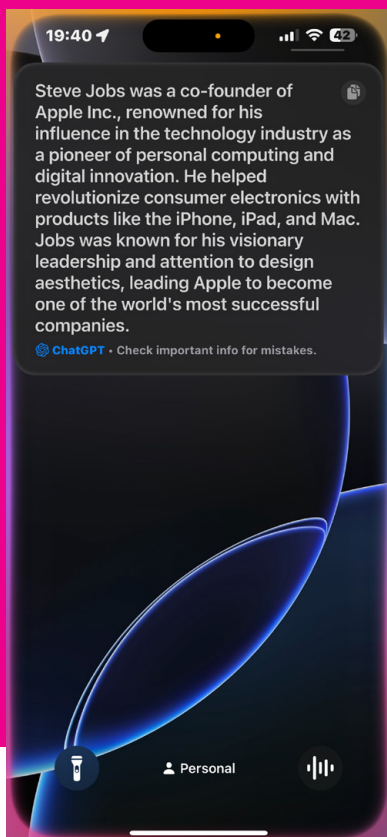 19:40
42
Steve Jobs was a co-founder of
Apple Inc., renowned for his
influence in the technology industry as
a pioneer of personal computing and
digital innovation. He helped
revolutionize consumer electronics with
products like the iPhone, iPad, and Mac.
Jobs was known for his visionary
leadership and attention to design
aesthetics, leading Apple to become
one of the world's most successful
companies.
ChatGPT • Check important info for mistakes.
Personal